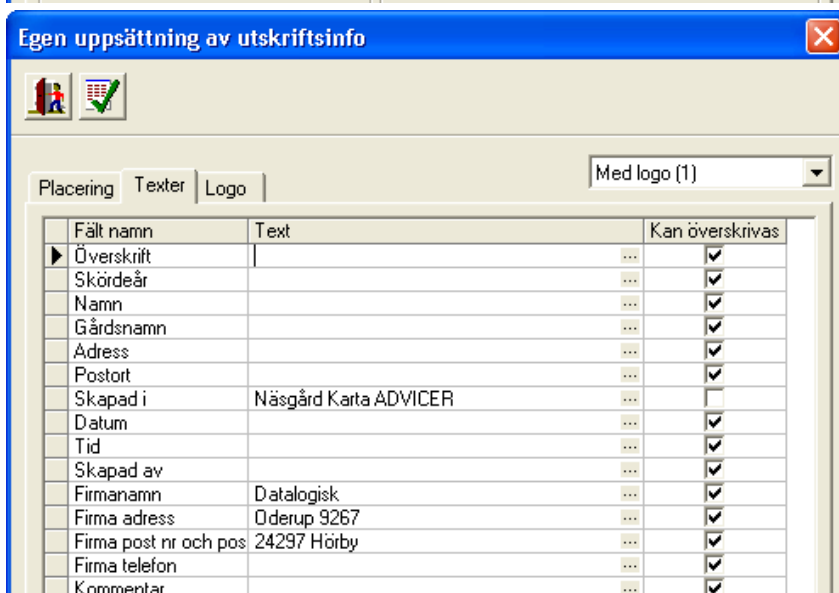 Egen uppsättning av utskriftsinfo
Med logo (1)
Placering Texter Logo
Fält namn Text Kan överskrivas
Överskrift ...
Skördeår ...
Namn ...
Gårdsnamn ...
Adress ...
Postort ...
Skapad i Näsgård Karta ADVICER ...
Datum ...
Tid ...
Skapad av ...
Firmanamn Datalogisk ...
Firma adress Oderup 9267 ...
Firma post nr och pos 24297 Hörby ...
Firma telefon ...
Kommentar ...